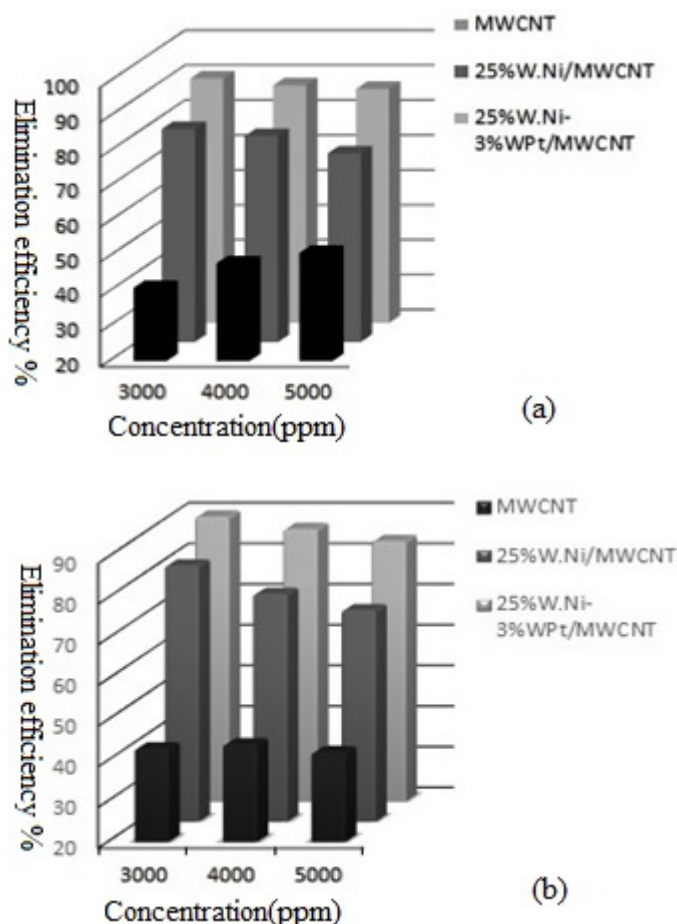 MWCNT
25%W.Ni/MWCNT
25%W.Ni-
3%WPt/MWCNT
Elimination efficiency %
100
90
80
70
60
50
40
30
20
3000 4000 5000
Concentration(ppm)
(a)
MWCNT
25%W.Ni/MWCNT
25%W.Ni-
3%WPt/MWCNT
Elimination efficiency %
90
80
70
60
50
40
30
20
3000 4000 5000
Concentration(ppm)
(b)